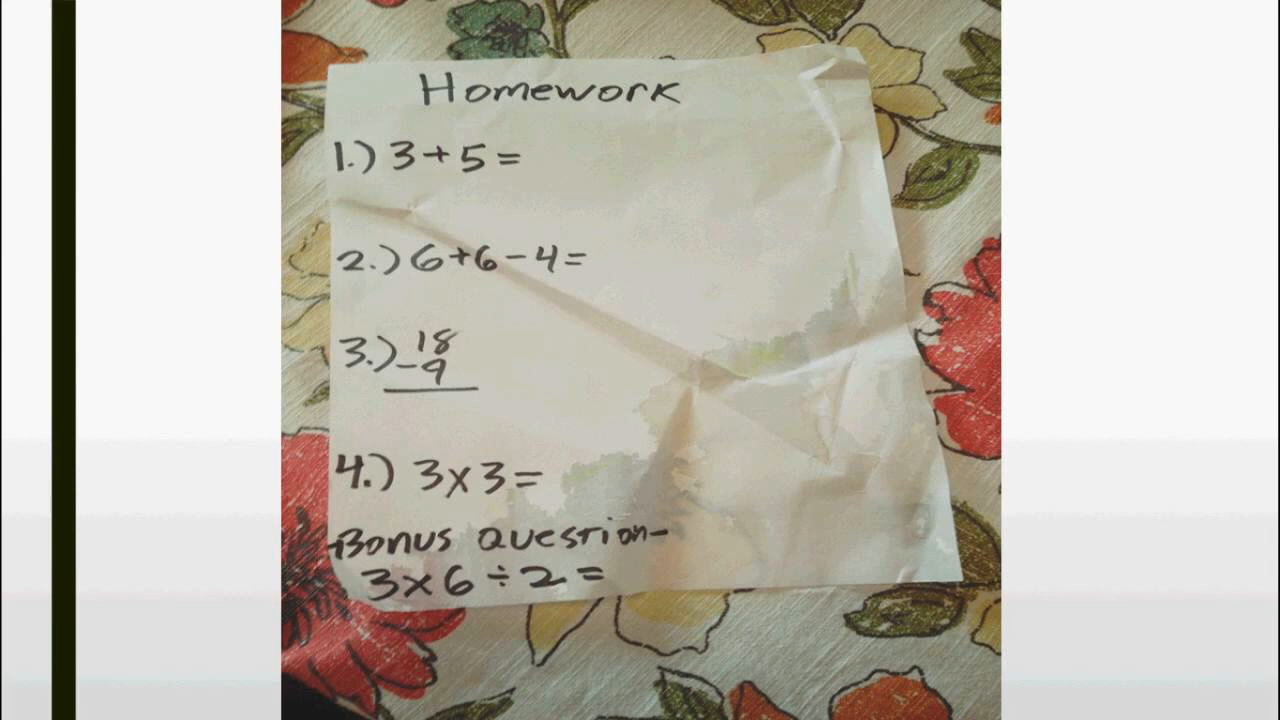 Homework
1.) 3+5=
2.) 6+6-4=
3.) 18
-9
4.) 3x3=
Bonus Question-
3x6÷2=